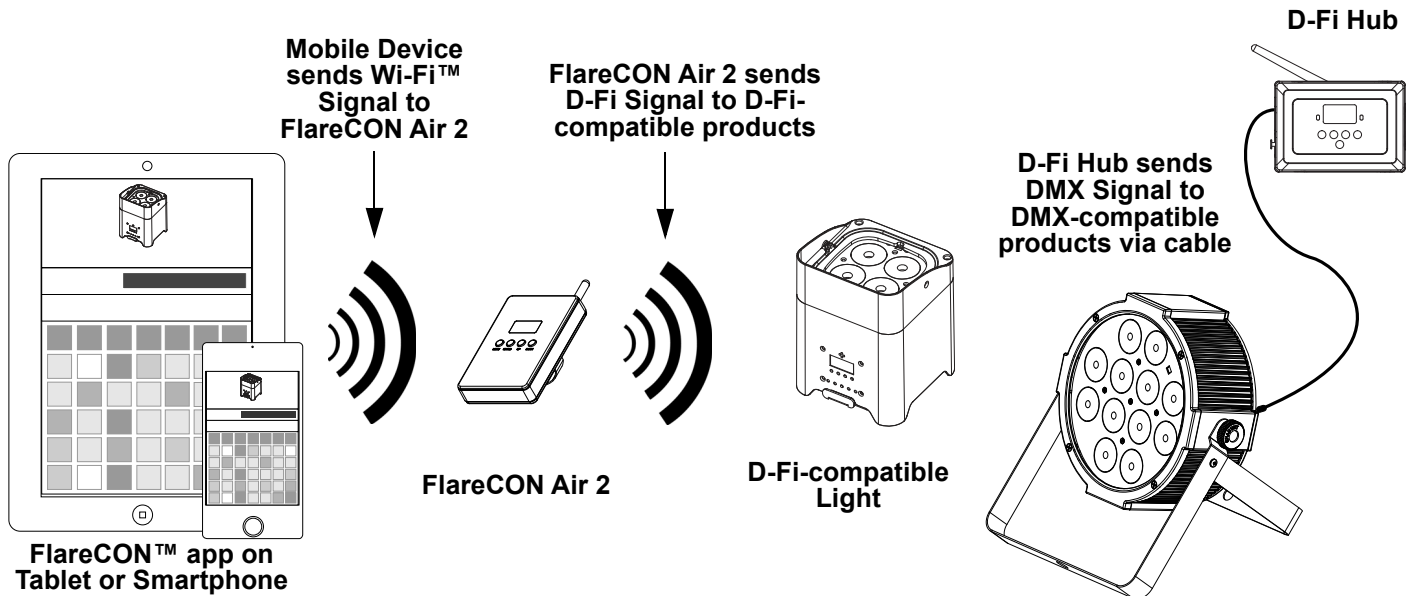 D-Fi Hub
Mobile Device
sends Wi-Fi™
Signal to
FlareCON Air 2
FlareCON Air 2 sends
D-Fi Signal to D-Fi-
compatible products
D-Fi Hub sends
DMX Signal to
DMX-compatible
products via cable
FlareCON Air 2
D-Fi-compatible
Light
FlareCON™ app on
Tablet or Smartphone